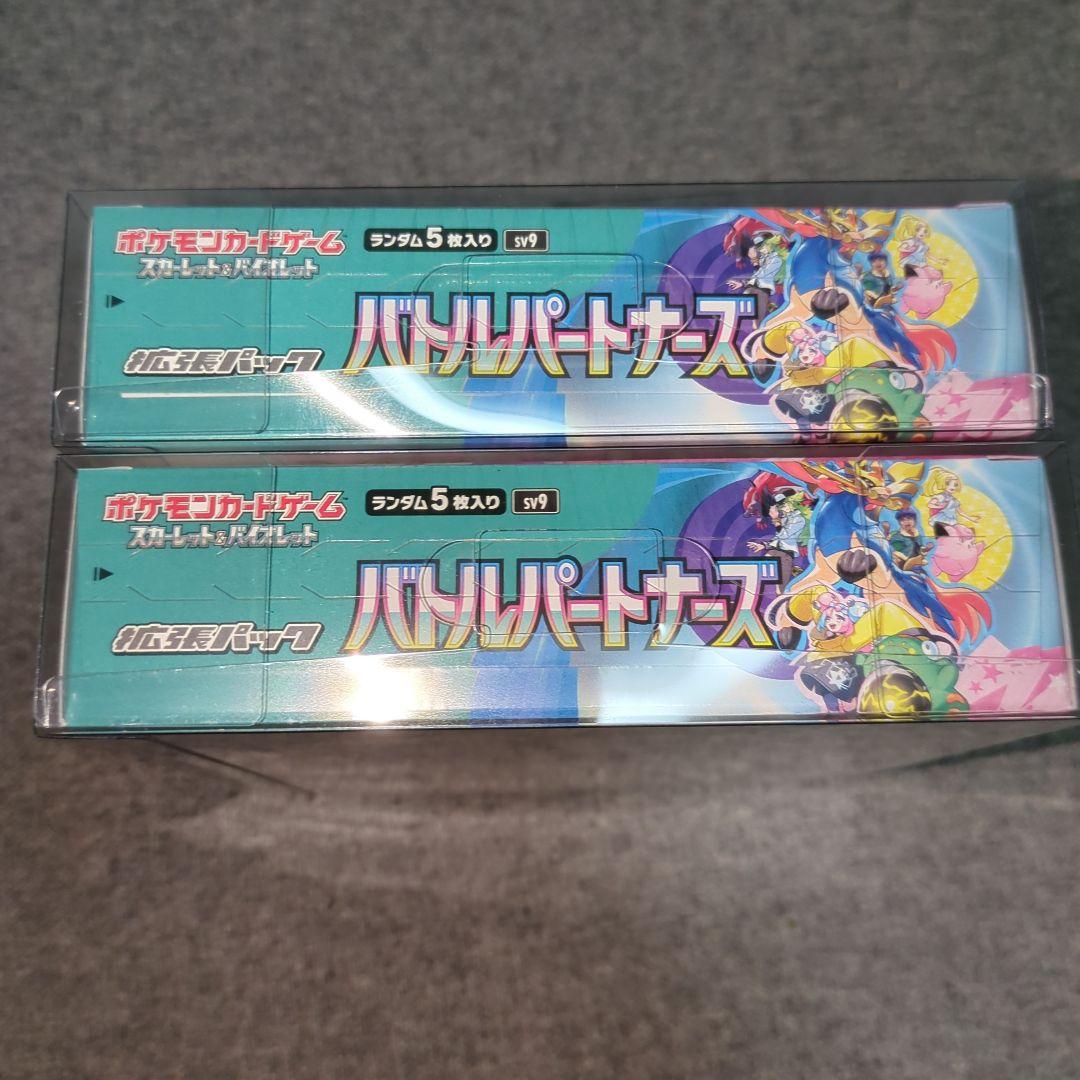 ポケモンカードゲーム
スカーレット&バイオレット
ランダム5枚入り sv9
拡張パック
バトルパートナーズ
ポケモンカードゲーム
スカーレット&バイオレット
ランダム5枚入り sv9
拡張パック
バトルパートナーズ